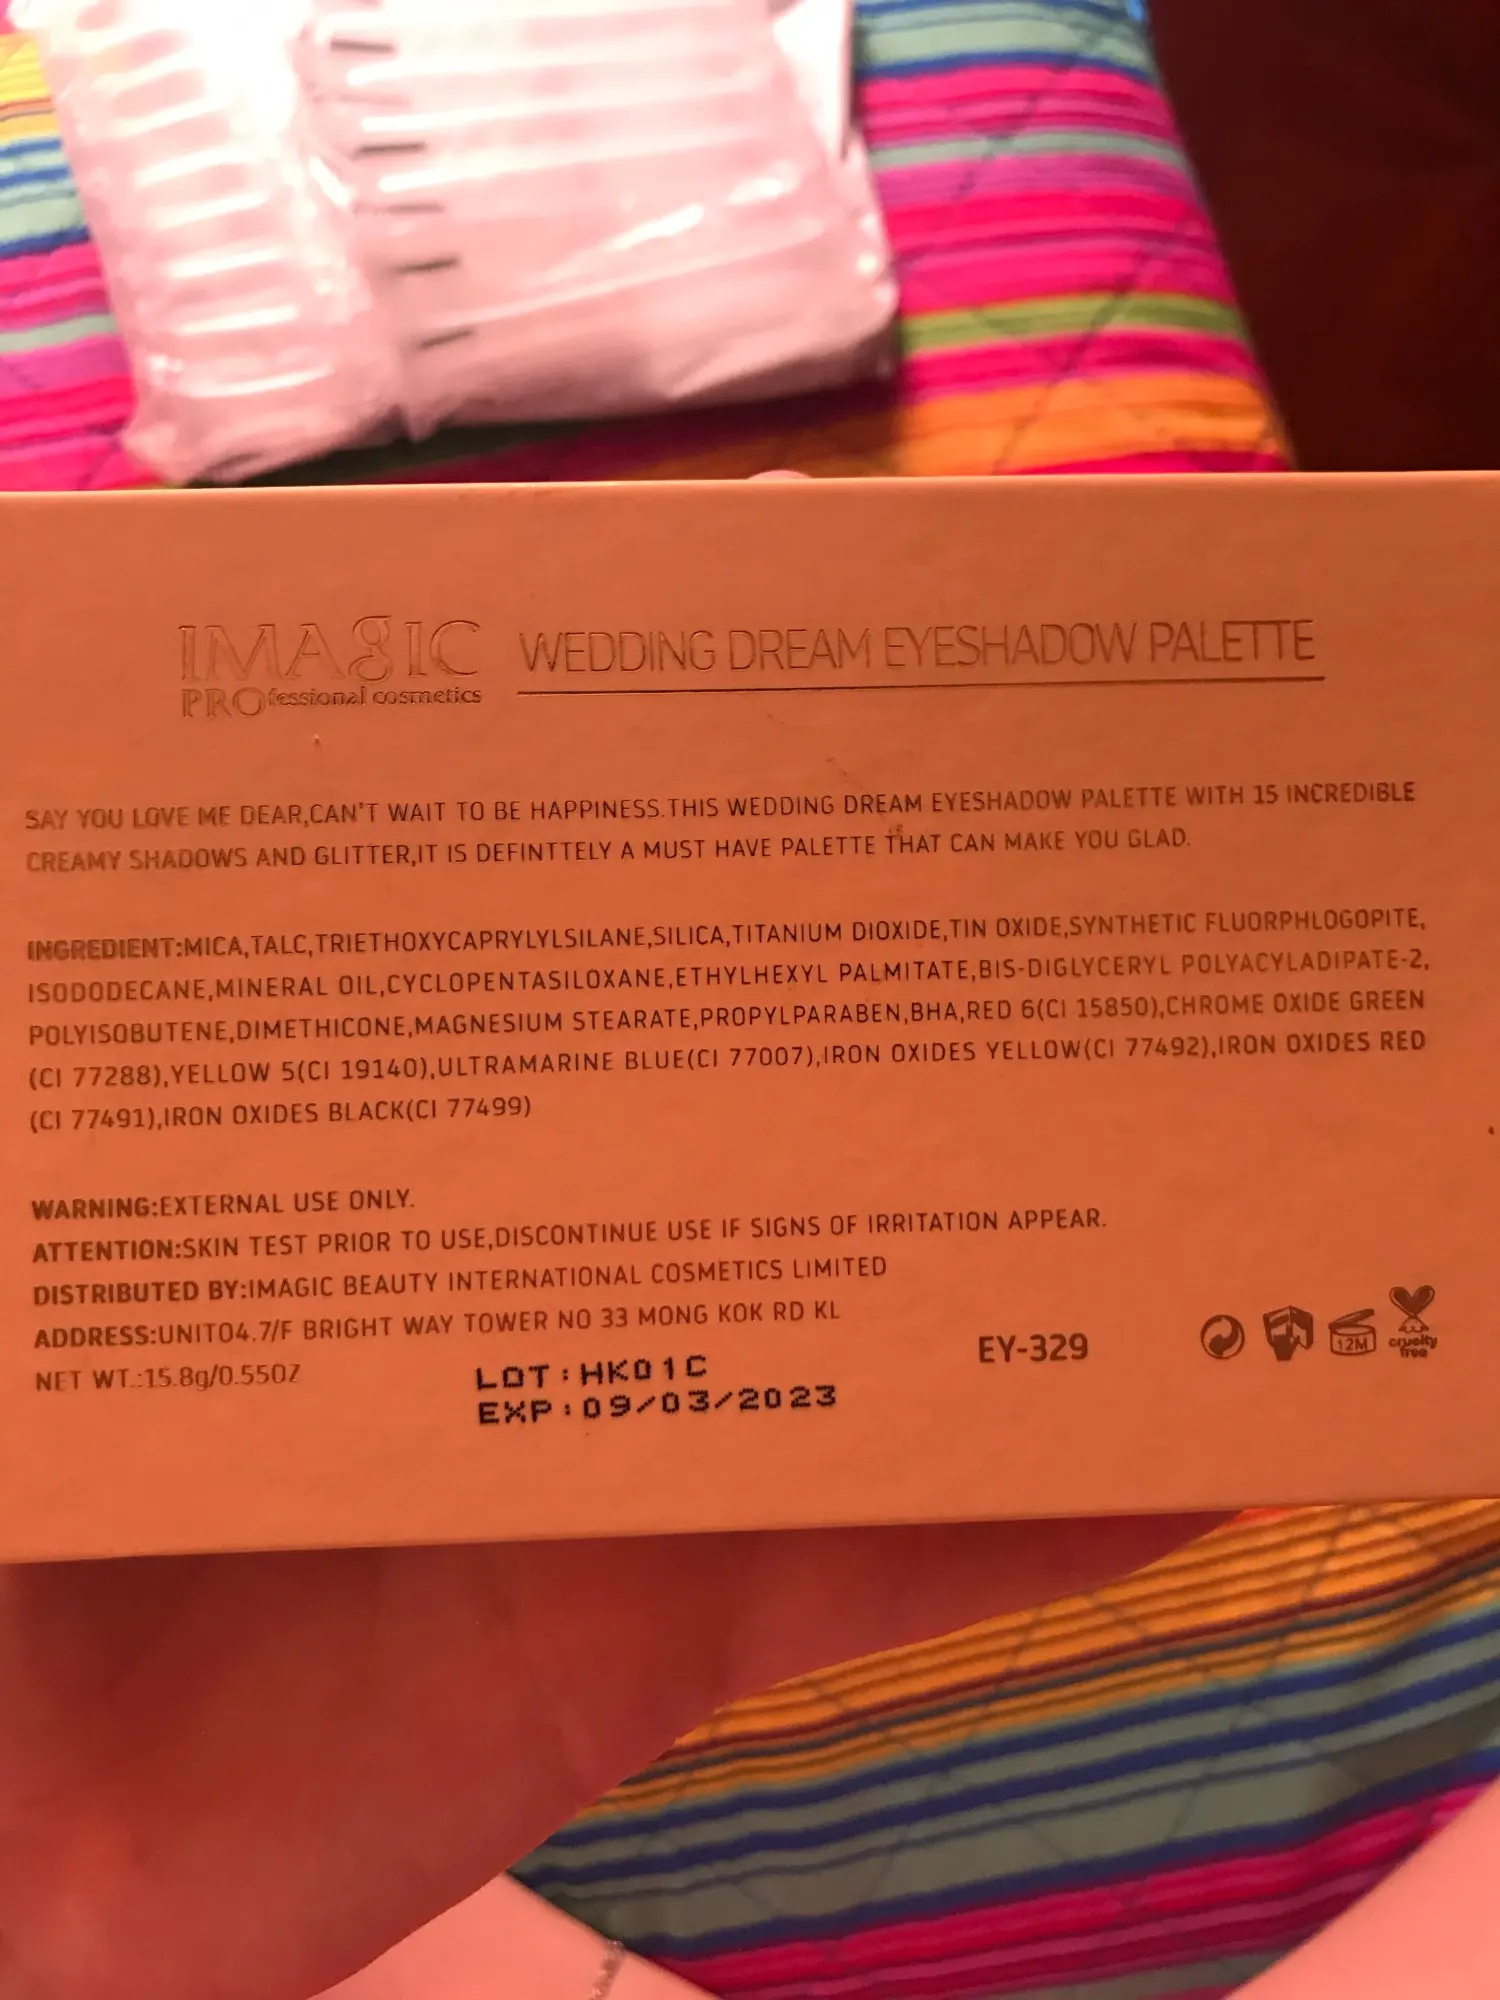 IMAGIC
PROfessional cosmetics
WEDDING DREAM EYESHADOW PALETTE
SAY YOU LOVE ME DEAR,CAN'T WAIT TO BE HAPPINESS.THIS WEDDING DREAM EYESHADOW PALETTE WITH 15 INCREDIBLE
CREAMY SHADOWS AND GLITTER,IT IS DEFINTTELY A MUST HAVE PALETTE THAT CAN MAKE YOU GLAD.
INGREDIENT:MICA,TALC,TRIETHOXYCAPRYLYLSILANE,SILICA,TITANIUM DIOXIDE,TIN OXIDE,SYNTHETIC FLUORPHLOGOPITE,
ISODODECANE,MINERAL OIL,CYCLOPENTASILOXANE,ETHYLHEXYL PALMITATE,BIS-DIGLYCERYL POLYACYLADIPATE-2,
POLYISOBUTENE,DIMETHICONE,MAGNESIUM STEARATE,PROPYLPARABEN,BHA,RED 6(CI 15850),CHROME OXIDE GREEN
(CI 77288),YELLOW 5(CI 19140),ULTRAMARINE BLUE(CI 77007),IRON OXIDES YELLOW(CI 77492),IRON OXIDES RED
(CI 77491),IRON OXIDES BLACK(CI 77499)
WARNING:EXTERNAL USE ONLY.
ATTENTION:SKIN TEST PRIOR TO USE,DISCONTINUE USE IF SIGNS OF IRRITATION APPEAR.
DISTRIBUTED BY:IMAGIC BEAUTY INTERNATIONAL COSMETICS LIMITED
ADDRESS:UNIT04.7/F BRIGHT WAY TOWER NO 33 MONG KOK RD KL
NET WT.:15.8g/0.55OZ
LOT:HK01C
EXP:09/03/2023
EY-329
12M
cruelty
free